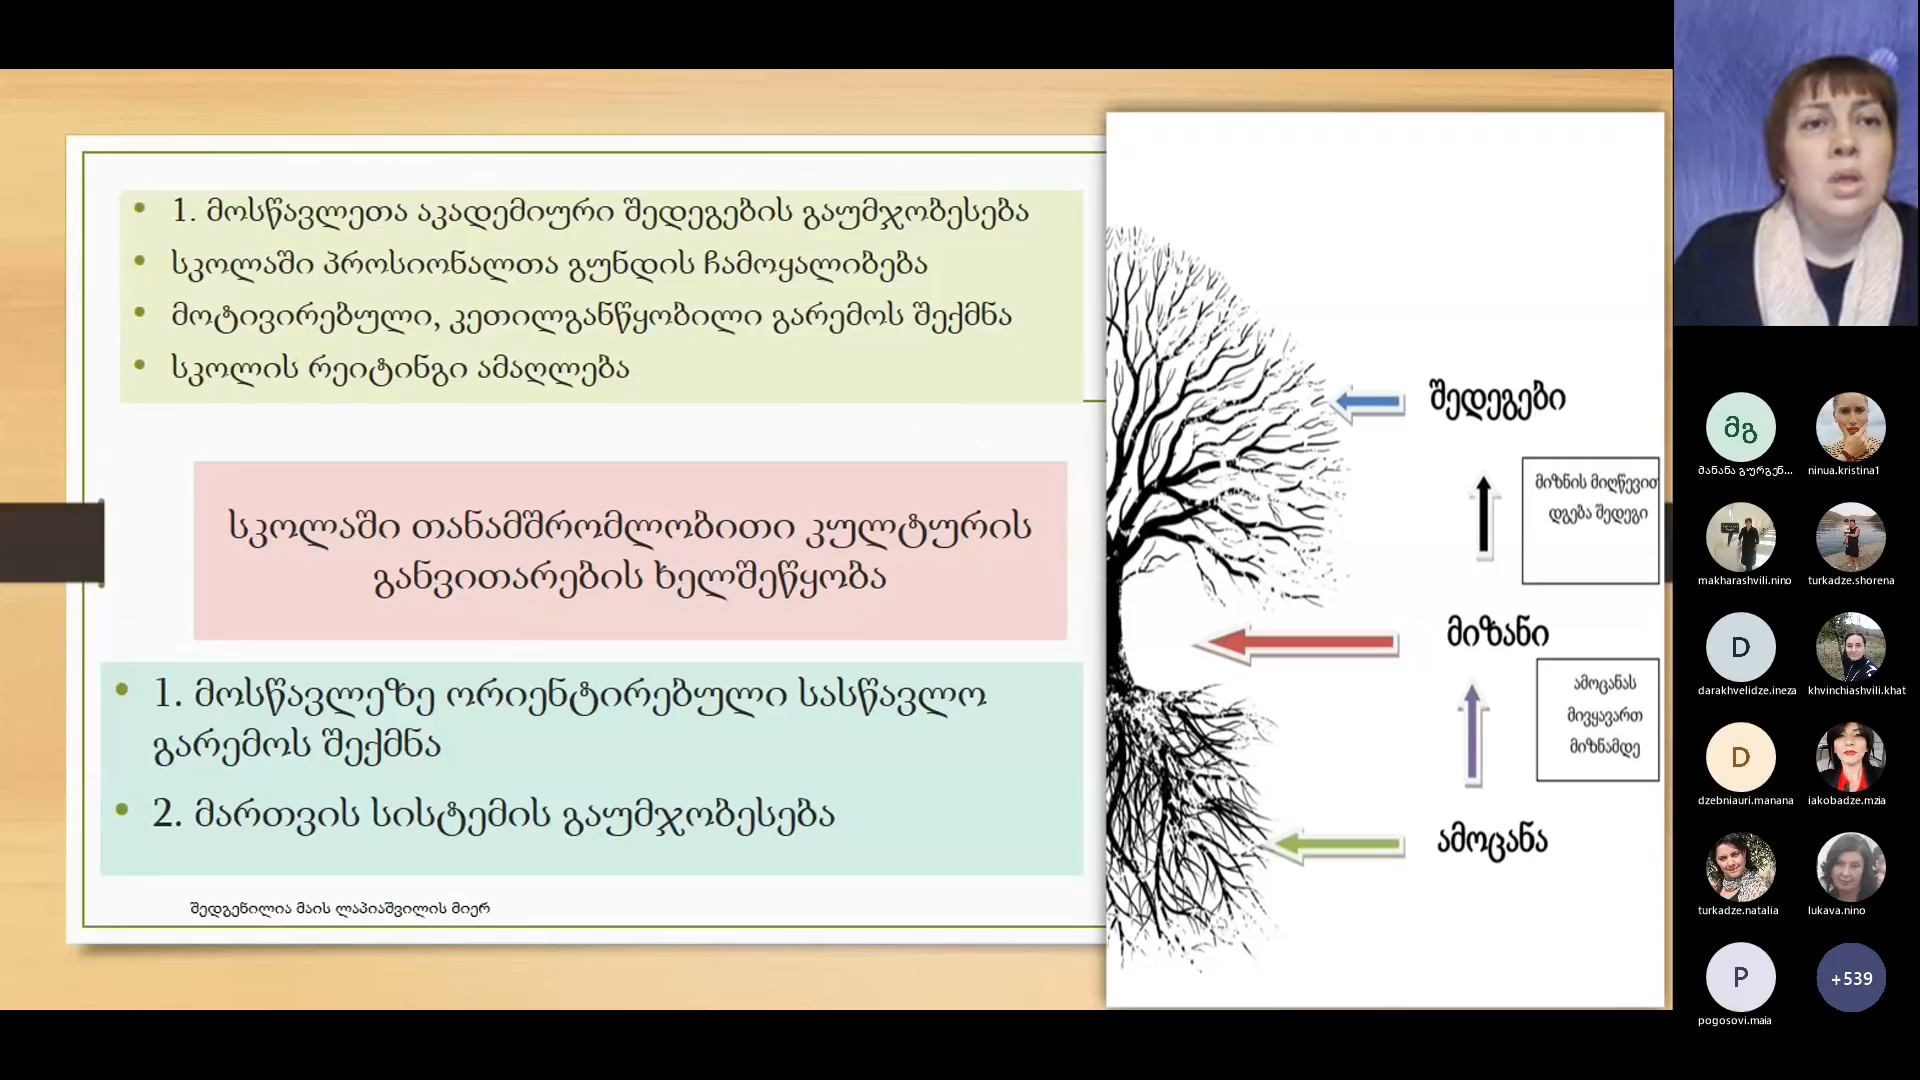 1. მოსწავლეთა აკადემიური შედეგების გაუმჯობესება
სკოლაში პროსიონალთა გუნდის ჩამოყალიბება
მოტივირებული, კეთილგანწყობილი გარემოს შექმნა
სკოლის რეიტინგი ამაღლება
სკოლაში თანამშრომლობითი კულტურის
განვითარების ხელშეწყობა
1. მოსწავლეზე ორიენტირებული სასწავლო
გარემოს შექმნა
2. მართვის სისტემის გაუმჯობესება
შედგენილია მაის ლაპიაშვილის მიერ
შედეგები
მიზნის მიღწევით
დგება შედეგი
მიზანი
ამოცანას
მივყავართ
მიზნამდე
ამოცანა
მგ
მანანა გურგენ...
ninua.kristina1
makharashvili.nino
turkadze.shorena
D
darakhvelidze.ineza
khvinchiashvili.khat
D
dzebniauri.manana
iakobadze.mzia
turkadze.natalia
lukava.nino
P
pogosovi.maia
+539